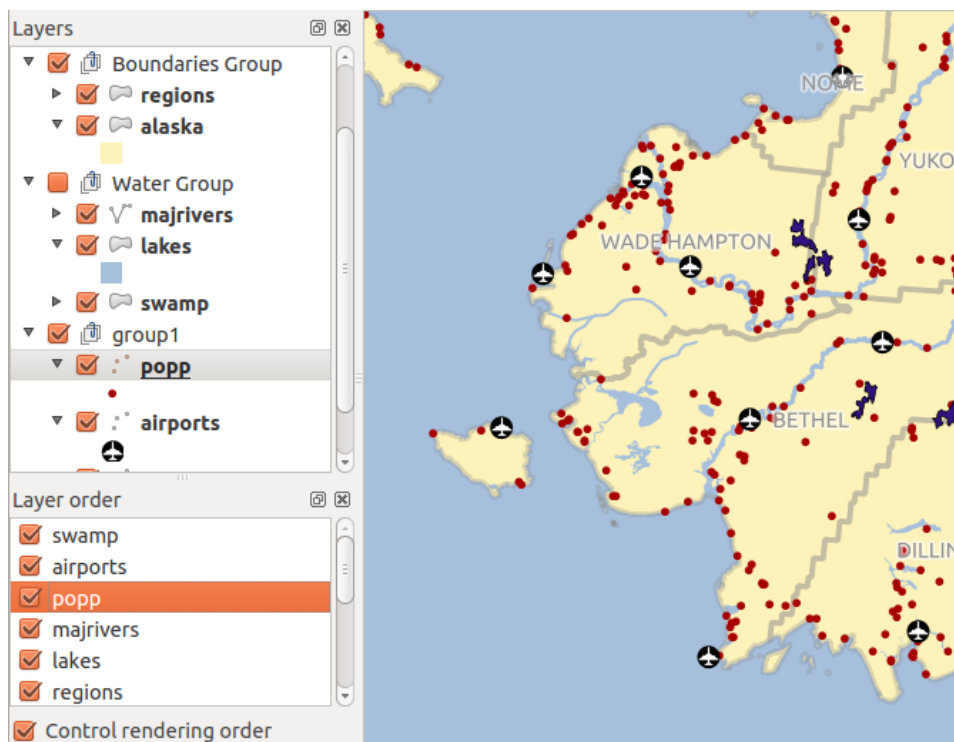 Layers
Boundaries Group
regions
alaska
Water Group
majrivers
lakes
swamp
group1
popp
airports
Layer order
swamp
airports
popp
majrivers
lakes
regions
Control rendering order
NOME
YUKO
WADE HAMPTON
BETHEL
DILLIN